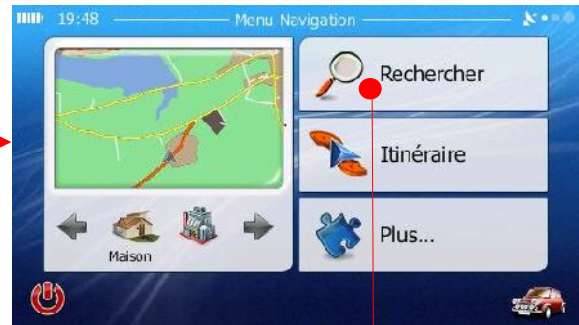 19:48
Menu Navigation
Rechercher
Itinéraire
Plus...
Maison